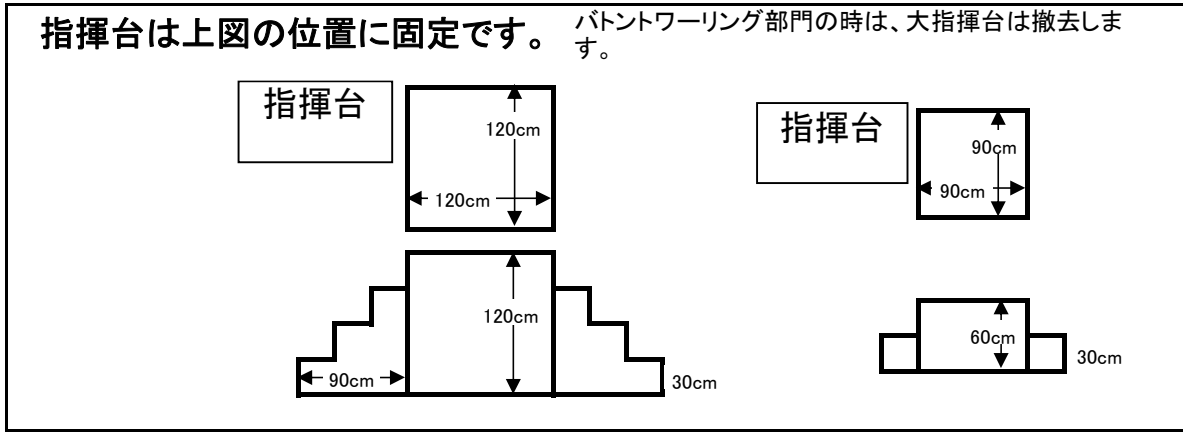 指揮台は上図の位置に固定です。
バトントワーリング部門の時は、大指揮台は撤去しま
す。
指揮台
120cm
120cm
指揮台
90cm
90cm
120cm
90cm
30cm
60cm
30cm